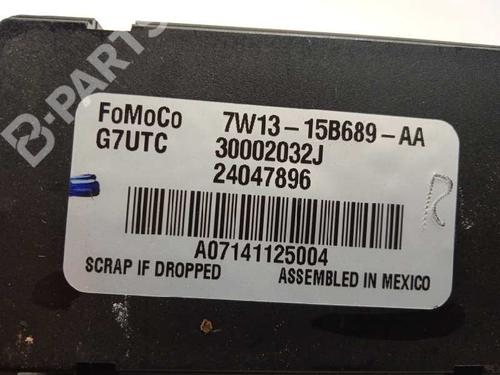 B-PARTS
FoMoCo 7W13-15B689-AA
G7UTC 30002032J
24047896
R
A07141125004
SCRAP IF DROPPED ASSEMBLED IN MEXICO